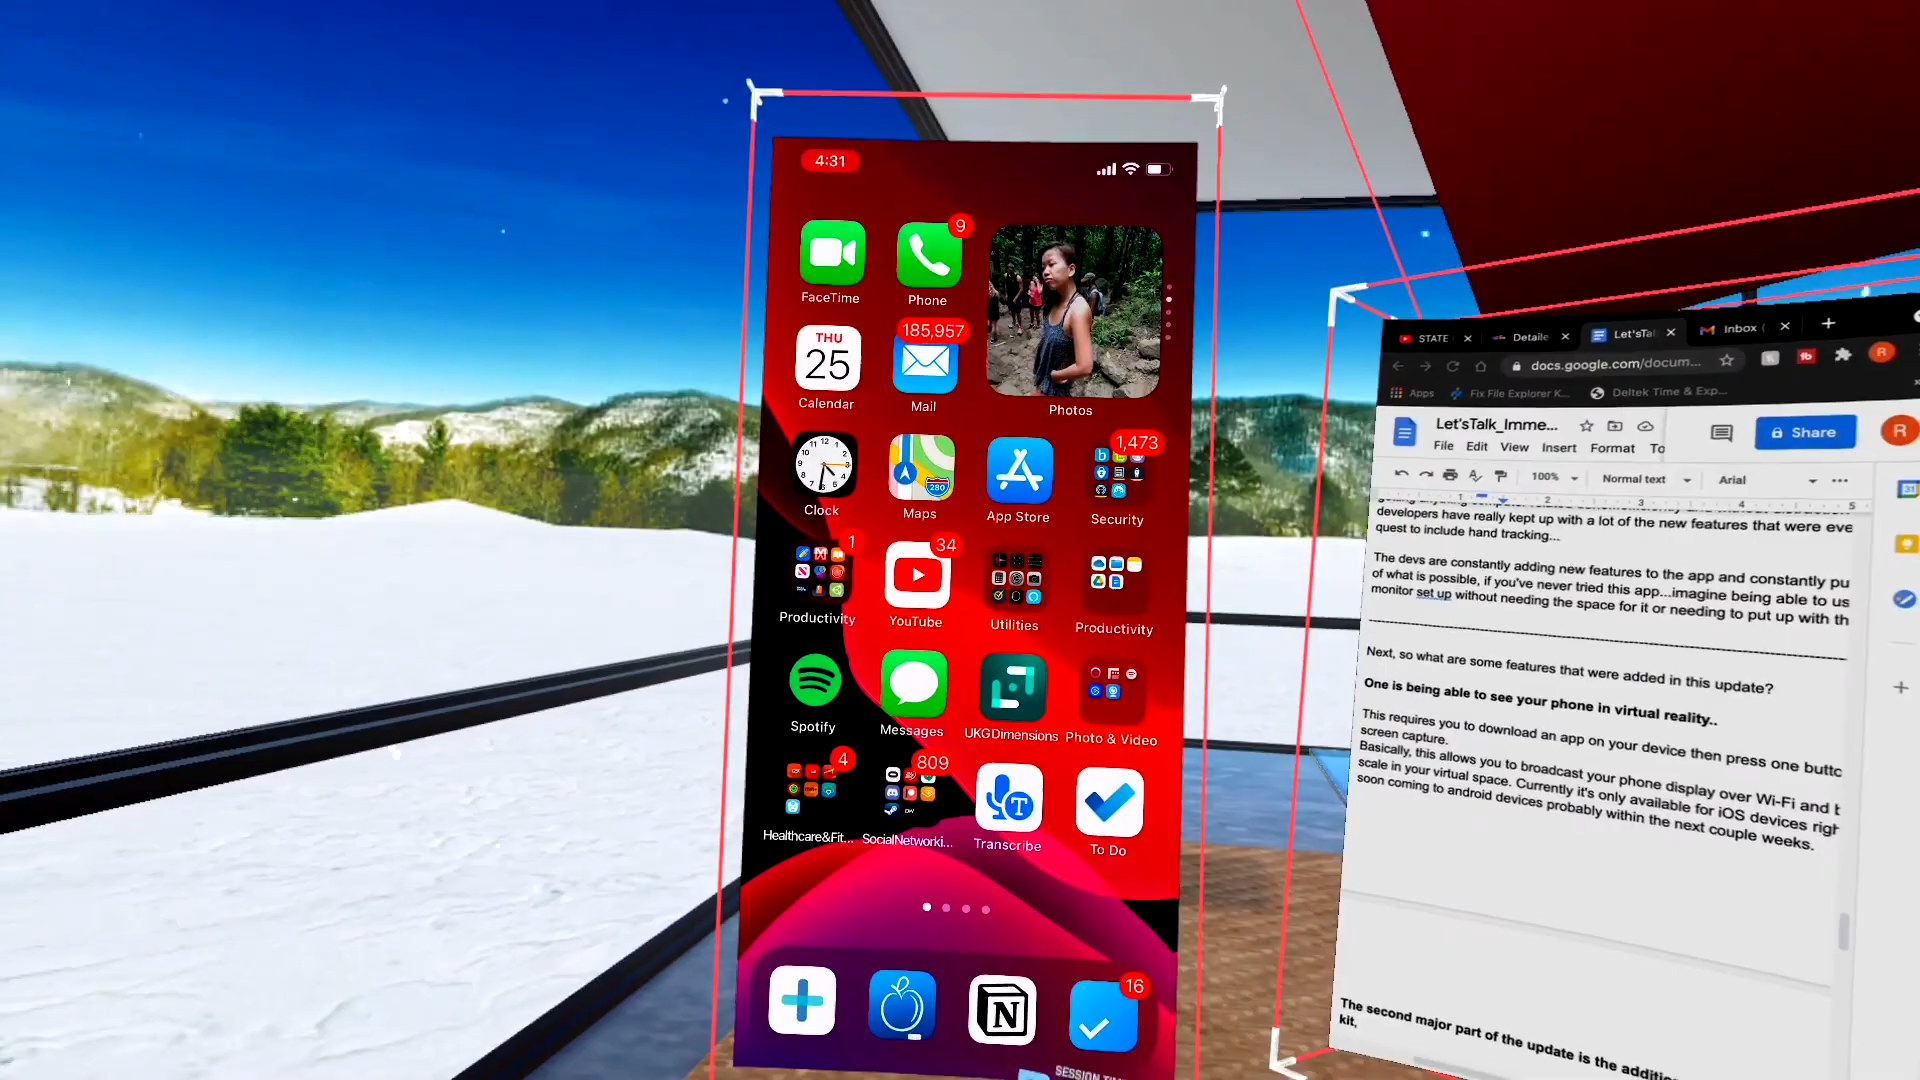 4:31
9
FaceTime
Phone
THU
25
185,957
Calendar
Mail
Photos
280
1,473
Clock
Maps
App Store
Security
1
34
Productivity
YouTube
Utilities
Productivity
Spotify
Messages
UKGDimensions
Photo & Video
4
809
Healthcare&Fit...
SocialNetworki...
Transcribe
To Do
16
STATE
Detaile
Let'sTal
Inbox (
docs.google.com/docum...
R
Apps
Fix File Explorer K...
Deltek Time & Exp...
Let'sTalk_Imme...
Share
R
File Edit View Insert Format To
100%
Normal text
Arial
1 2 3 4 5
developers have really kept up with a lot of the new features that were eve
quest to include hand tracking...
The devs are constantly adding new features to the app and constantly pu
of what is possible, if you've never tried this app...imagine being able to us
monitor set up without needing the space for it or needing to put up with th
Next, so what are some features that were added in this update?
One is being able to see your phone in virtual reality..
This requires you to download an app on your device then press one butto
screen capture.
Basically, this allows you to broadcast your phone display over Wi-Fi and
scale in your virtual space. Currently it's only available for iOS devices righ
soon coming to android devices probably within the next couple weeks.
The second major part of the update is the additi
kit,
SESSION